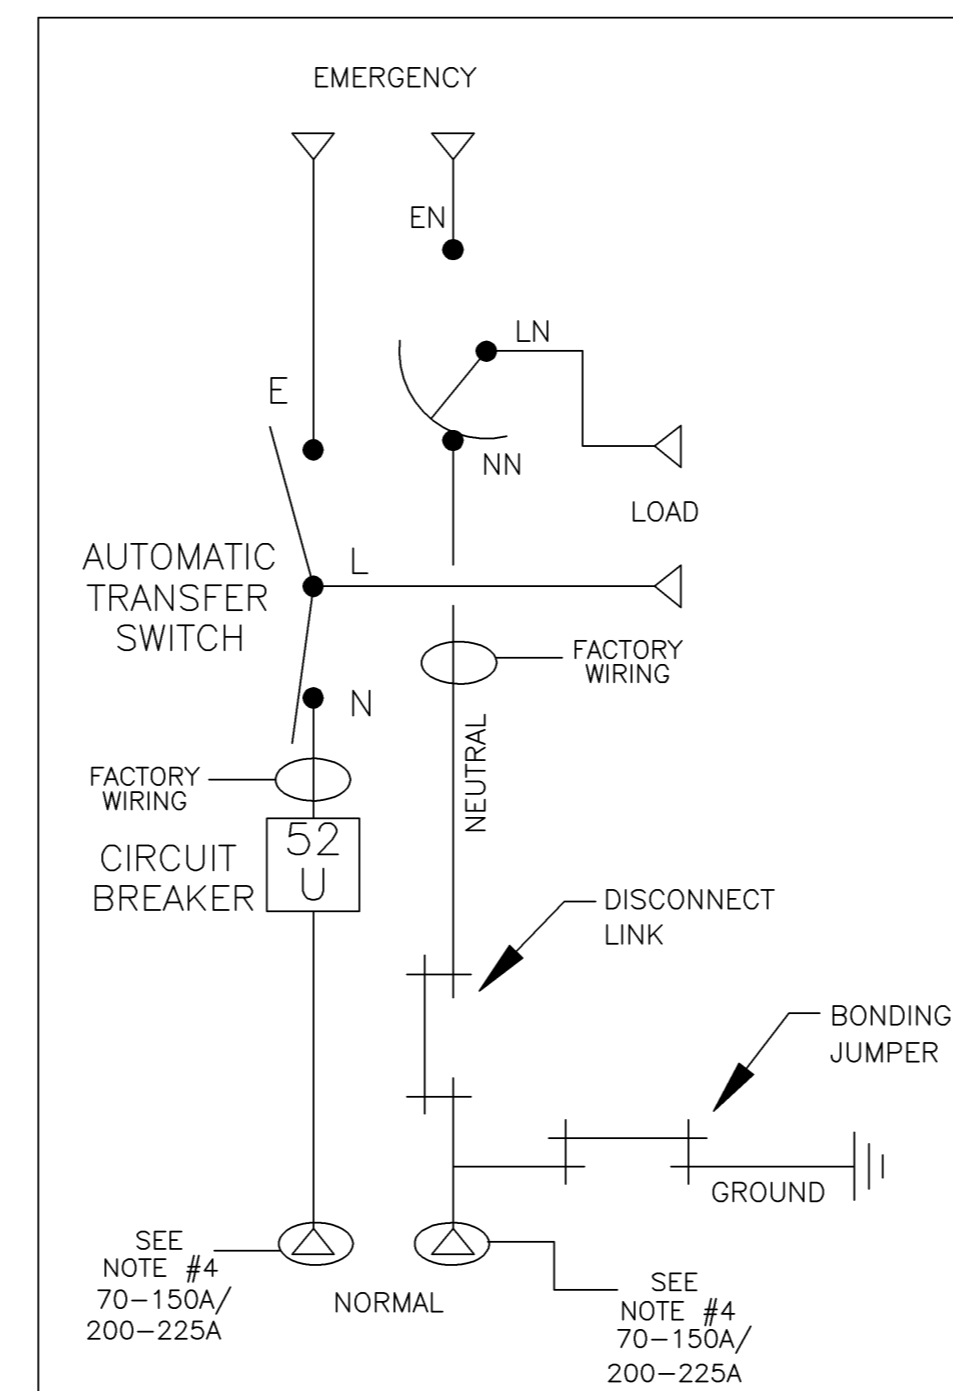 EMERGENCY
EN
LN
E
NN
LOAD
AUTOMATIC
TRANSFER
SWITCH
L
FACTORY
WIRING
N
NEUTRAL
FACTORY
WIRING
52
U
CIRCUIT
BREAKER
DISCONNECT
LINK
BONDING
JUMPER
GROUND
SEE
NOTE #4
70-150A/
200-225A
NORMAL
SEE
NOTE #4
70-150A/
200-225A